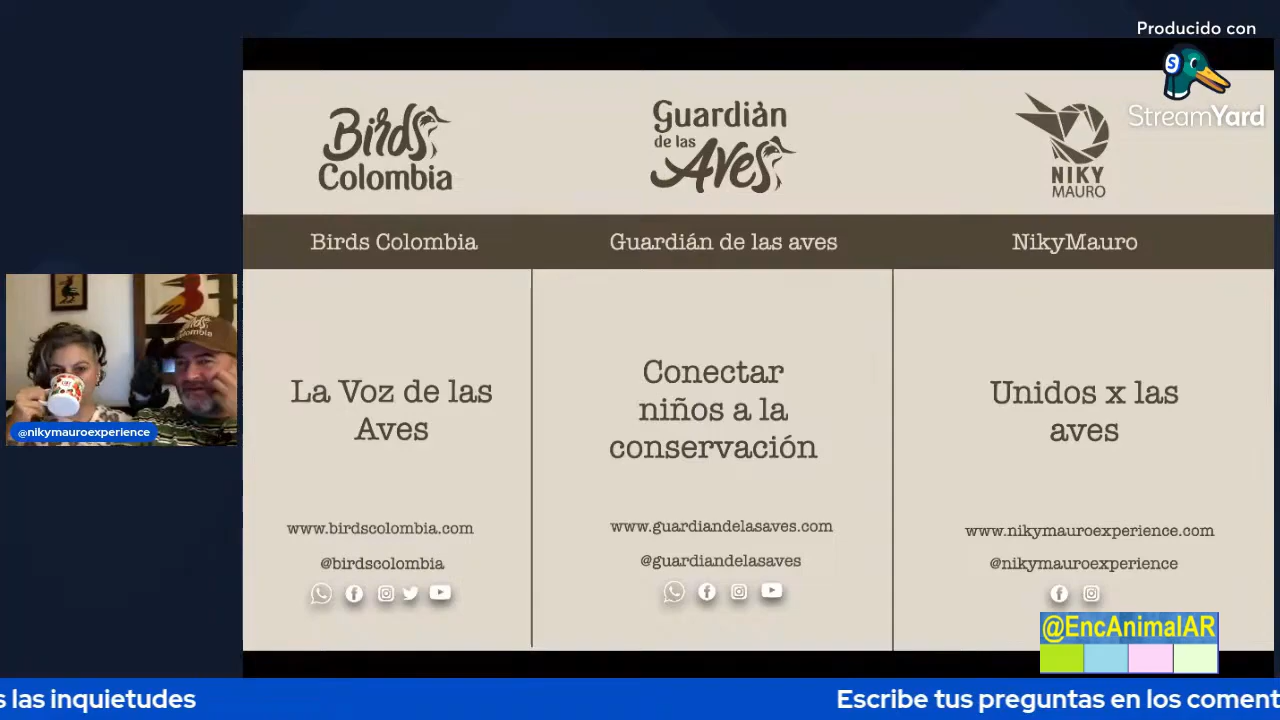 Producido con
StreamYard
Birds
Colombia
Guardián
de las
Aves
NIKY
MAURO
Birds Colombia
Guardián de las aves
NikyMauro
La Voz de las
Aves
Conectar
niños a la
conservación
Unidos x las
aves
www.birdscolombia.com
@birdscolombia
www.guardiandelasaves.com
@guardiandelasaves
www.nikymauroexperience.com
@nikymauroexperience
Birds
Colombia
@nikymauroexperience
@EncAnimalAR
s las inquietudes
Escribe tus preguntas en los coment